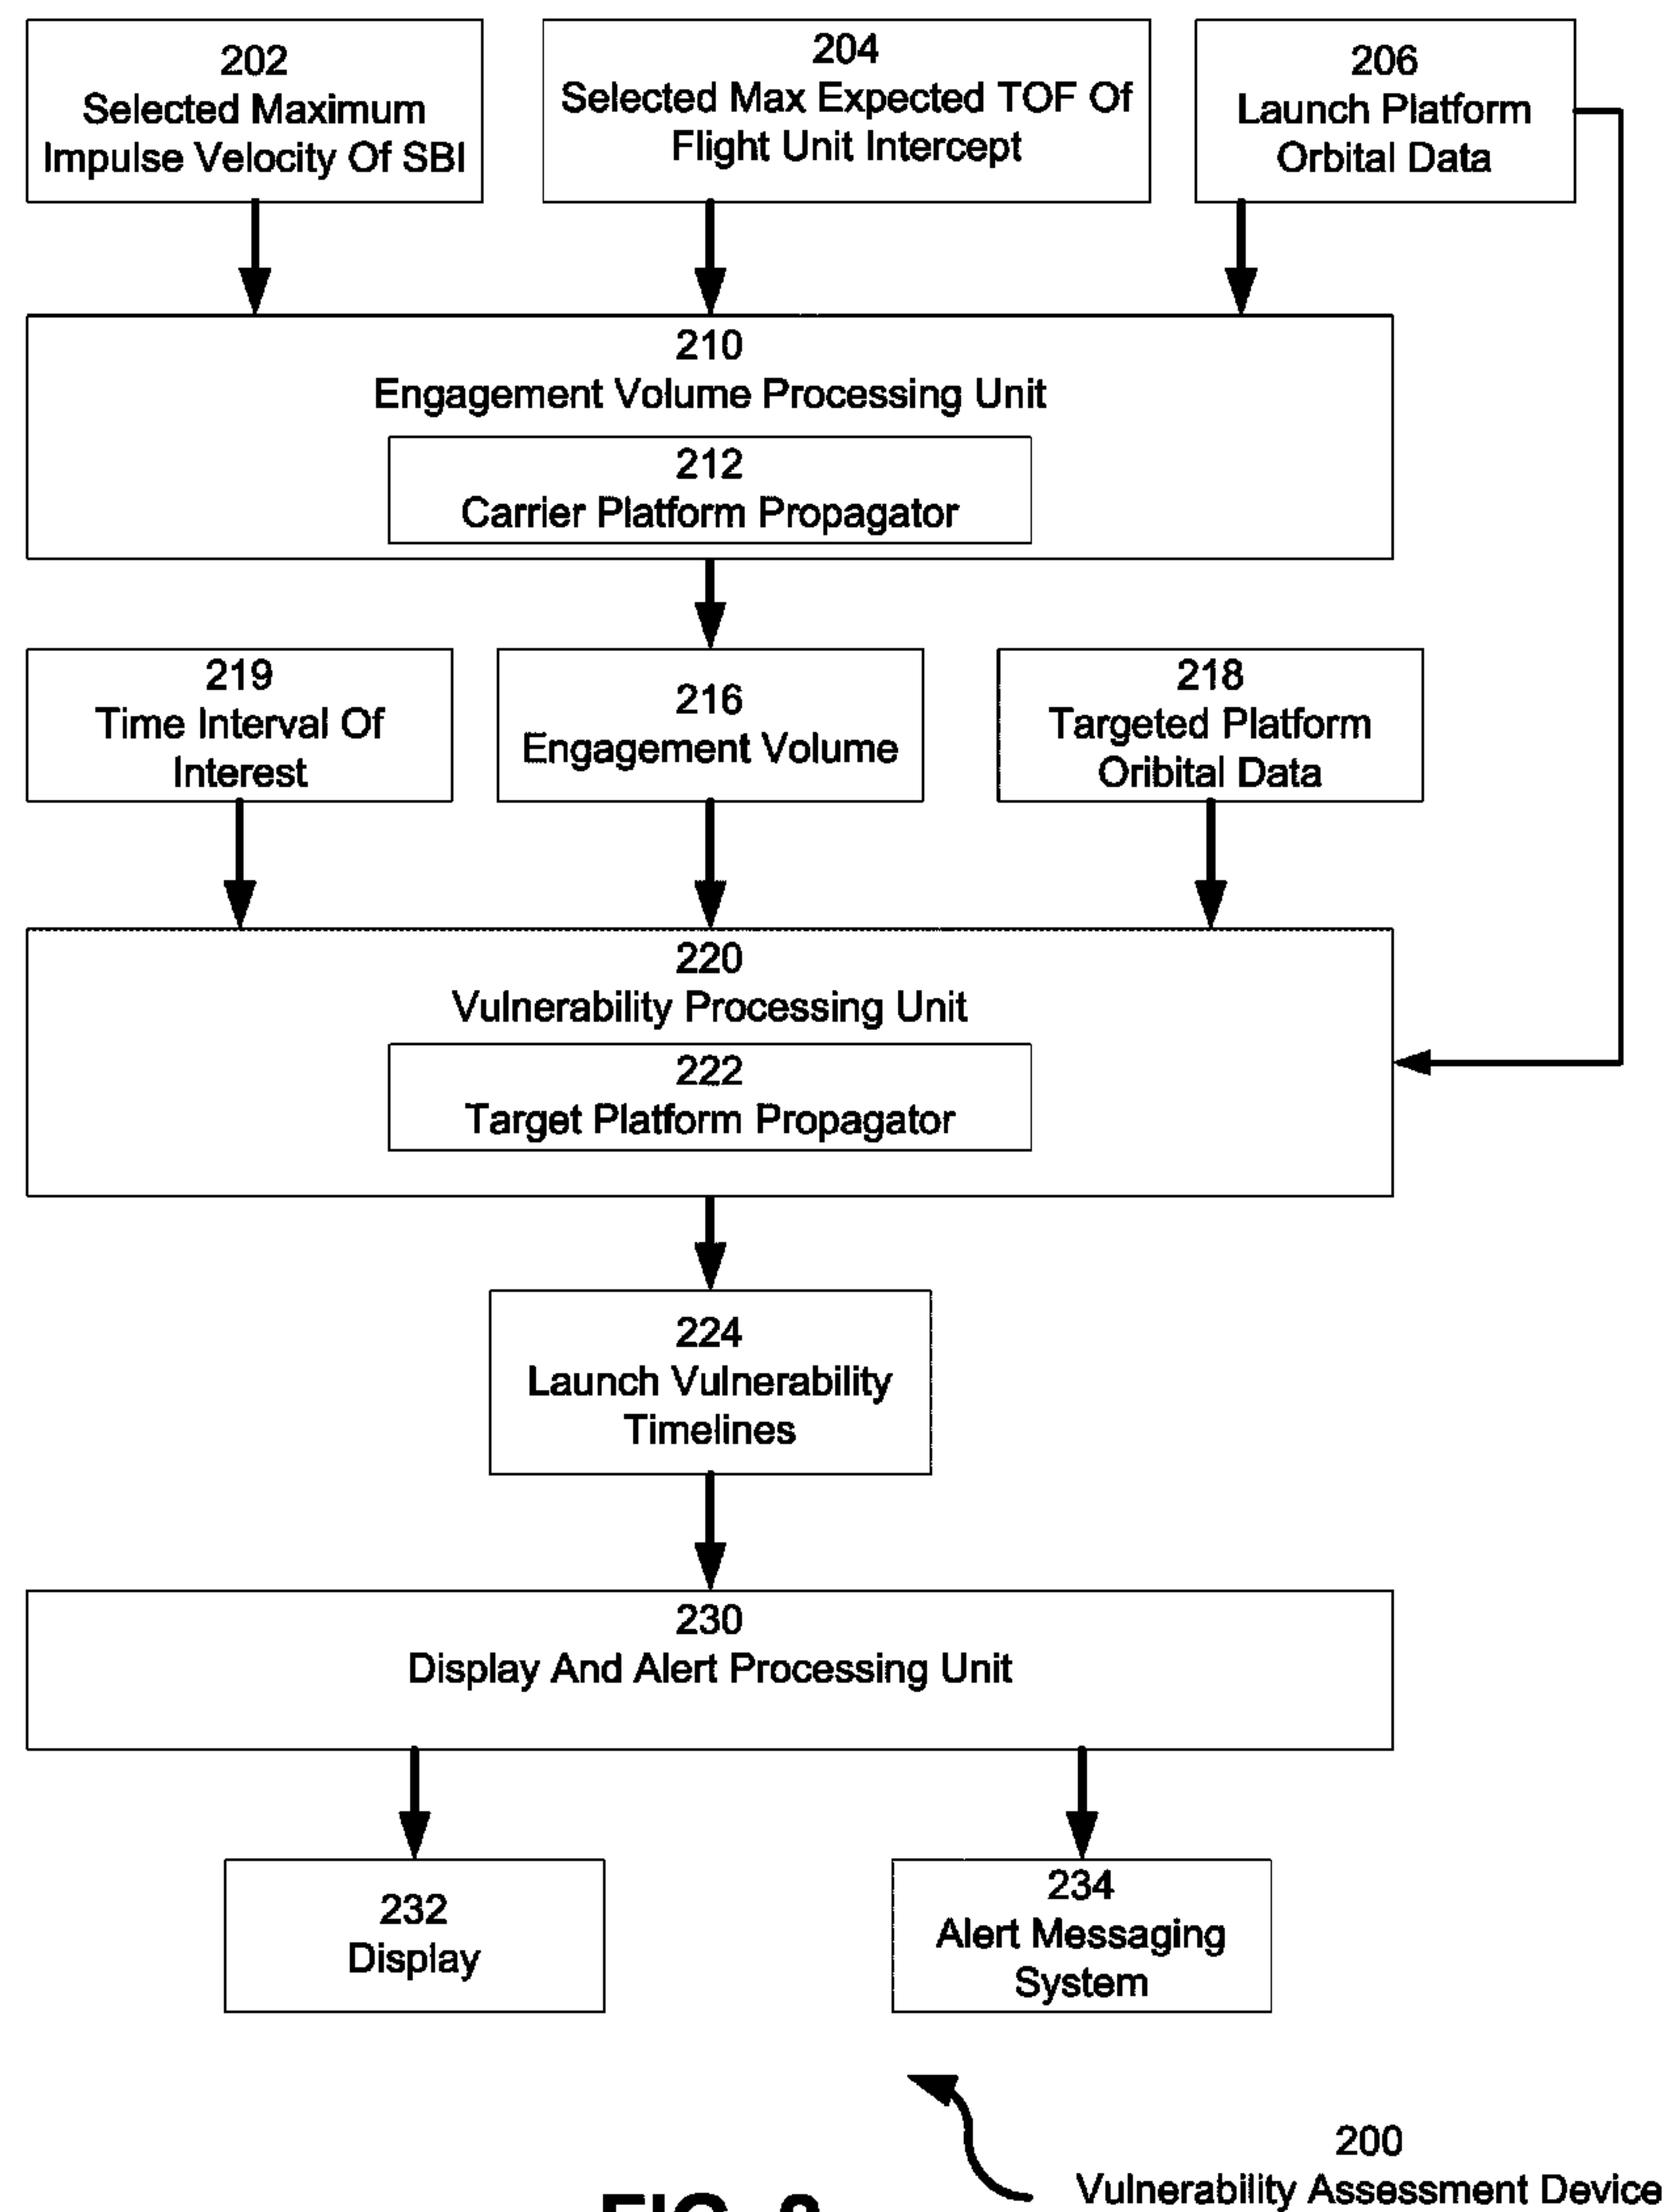 202
Selected Maximum
Impulse Velocity Of SBI
204
Selected Max Expected TOF Of
Flight Unit Intercept
206
Launch Platform
Orbital Data
210
Engagement Volume Processing Unit
212
Carrier Platform Propagator
219
Time Interval Of
Interest
216
Engagement Volume
218
Targeted Platform
Oribital Data
220
Vulnerability Processing Unit
222
Target Platform Propagator
224
Launch Vulnerability
Timelines
230
Display And Alert Processing Unit
232
Display
234
Alert Messaging
System
200
Vulnerability Assessment Device